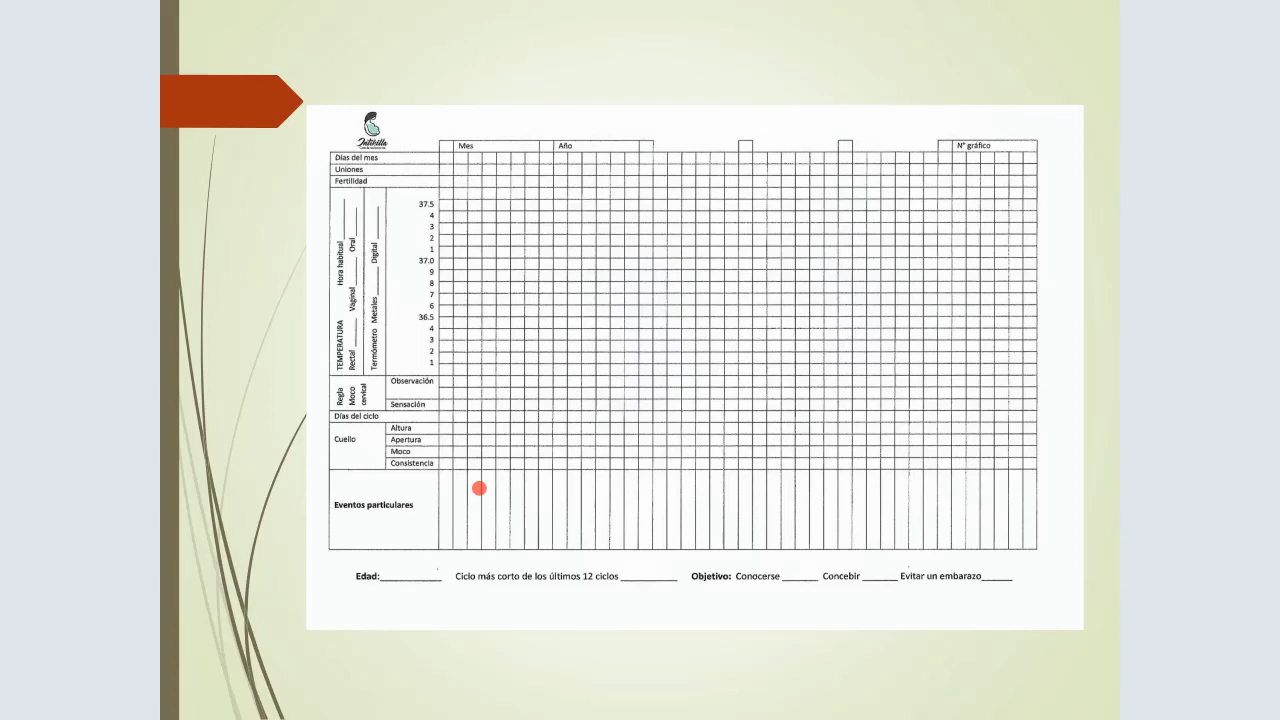 Intikilla
Mes Año N° gráfico
Días del mes
Uniones
Fertilidad
37.5
4
3
2
1
37.0
9
8
7
6
36.5
4
3
2
1
TEMPERATURA Hora habitual
Rectal Vaginal Oral
Termómetro Metales Digital
Regla
Moco
cervical
Observación
Sensación
Días del ciclo
Cuello
Altura
Apertura
Moco
Consistencia
Eventos particulares
Edad: Ciclo más corto de los últimos 12 ciclos Objetivo: Conocerse Concebir Evitar un embarazo